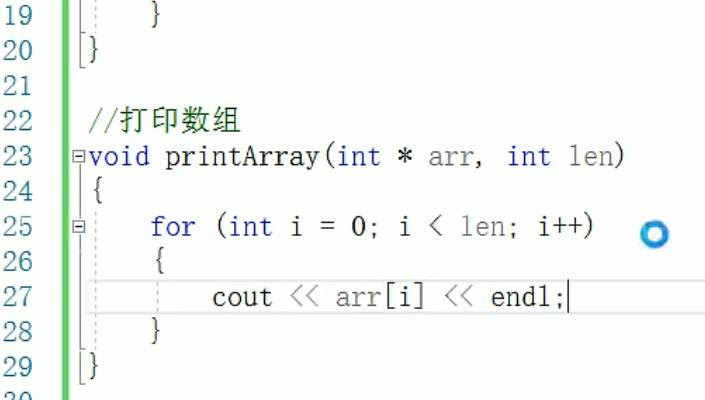 19 }
20 }
21
22 //打印数组
23 void printArray(int * arr, int len)
24 {
25 for (int i = 0; i < len; i++)
26 {
27 cout << arr[i] << endl;
28 }
29 }
30